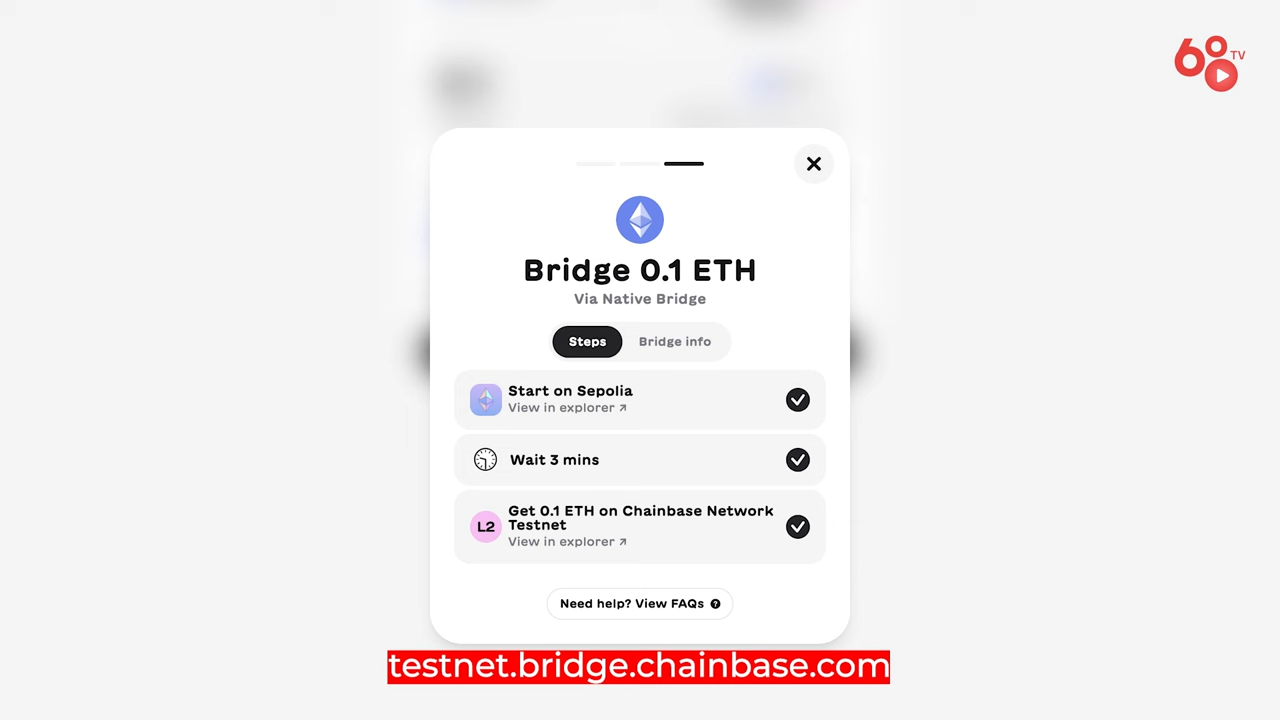 68
TV
Bridge 0.1 ETH
Via Native Bridge
Steps
Bridge info
Start on Sepolia
View in explorer ↗
Wait 3 mins
L2
Get 0.1 ETH on Chainbase Network
Testnet
View in explorer ↗
Need help? View FAQs ?
testnet.bridge.chainbase.com